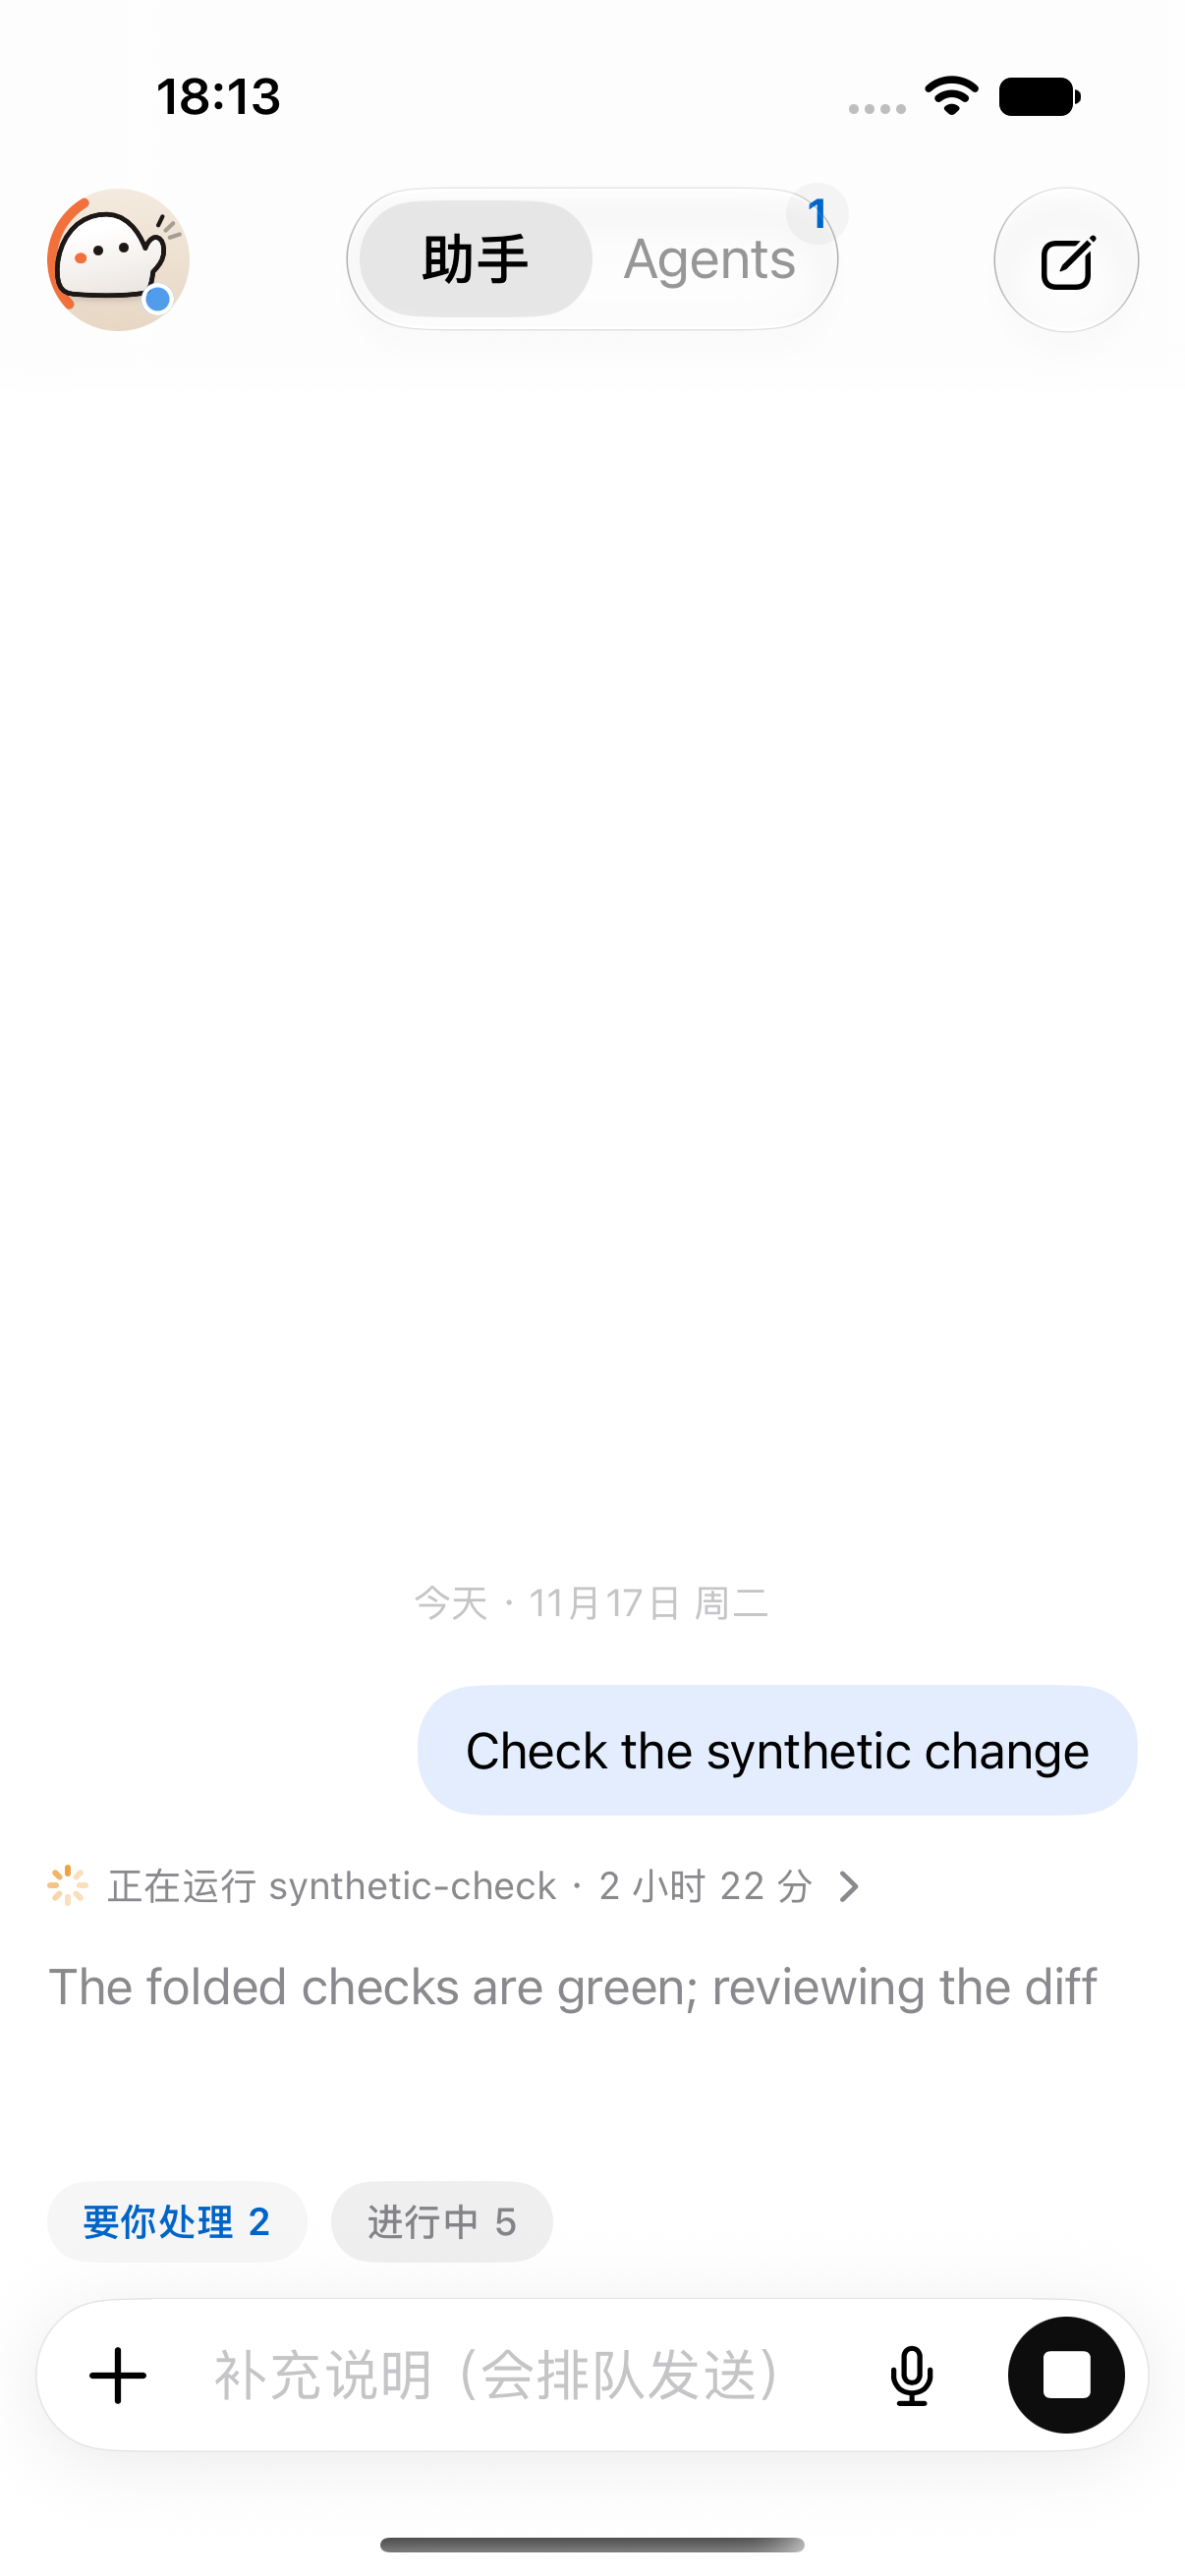 18:13
助手
Agents
1
今天 · 11月17日 周二
Check the synthetic change
正在运行 synthetic-check · 2 小时 22 分
The folded checks are green; reviewing the diff
要你处理 2
进行中 5
补充说明（会排队发送）